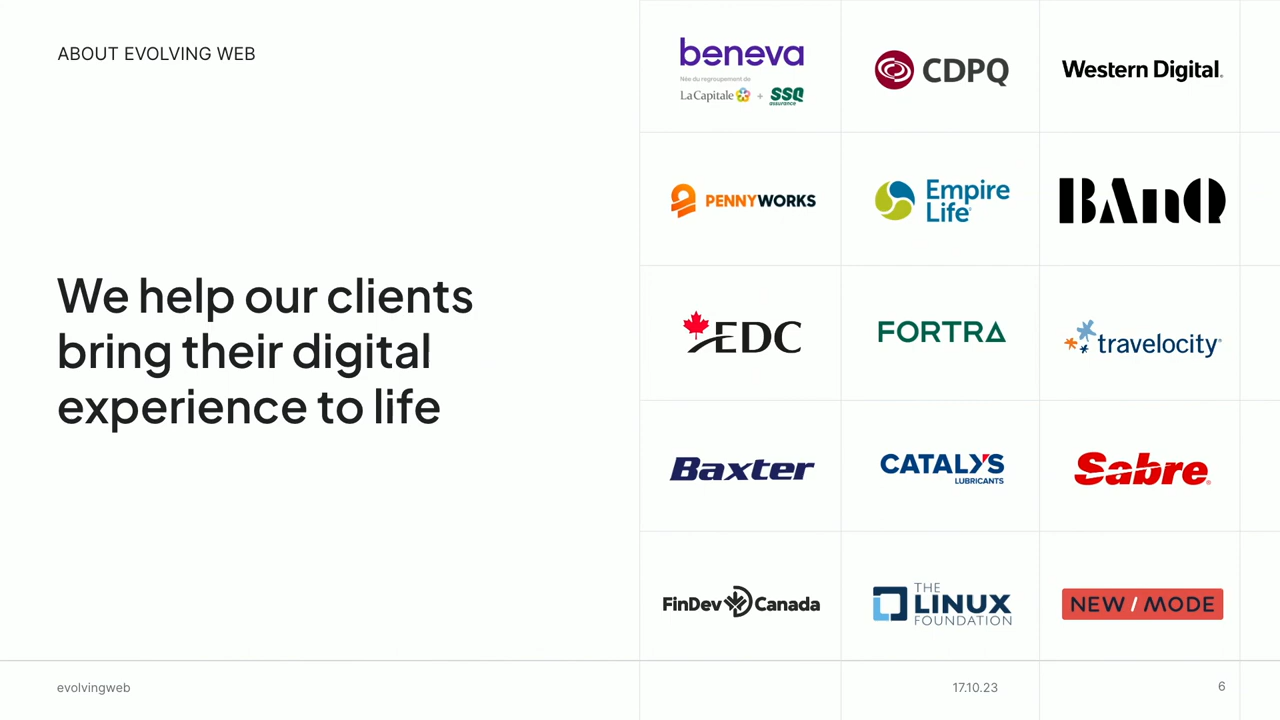 ABOUT EVOLVING WEB
We help our clients
bring their digital
experience to life
beneva
Née du regroupement de
La Capitale + SSQ
assurance
CDPQ
Western Digital.
PENNYWORKS
Empire
Life
BAnQ
EDC
FORTRA
travelocity
Baxter
CATALYS
LUBRICANTS
Sabre
FinDev Canada
THE
LINUX
FOUNDATION
NEW / MODE
evolvingweb
17.10.23
6